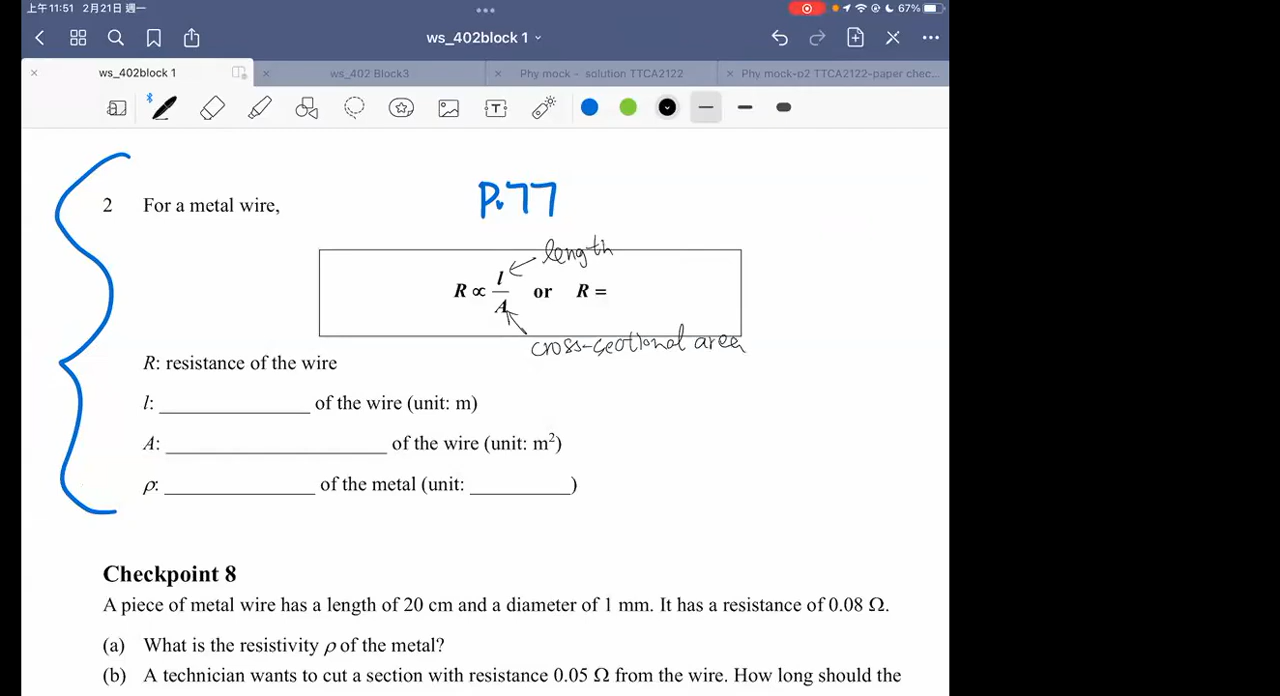 上午11:51 2月21日 週一
67%
ws_402block 1
ws_402block 1
ws_402 Block3
Phy mock - solution TTCA2122
Phy mock-p2 TTCA2122-paper chec...
P.77
2 For a metal wire,
length
R ∝ l/A or R =
cross-sectional area
R: resistance of the wire
l: _______________ of the wire (unit: m)
A: ______________________ of the wire (unit: m²)
ρ: _______________ of the metal (unit: __________)
Checkpoint 8
A piece of metal wire has a length of 20 cm and a diameter of 1 mm. It has a resistance of 0.08 Ω.
(a) What is the resistivity ρ of the metal?
(b) A technician wants to cut a section with resistance 0.05 Ω from the wire. How long should the